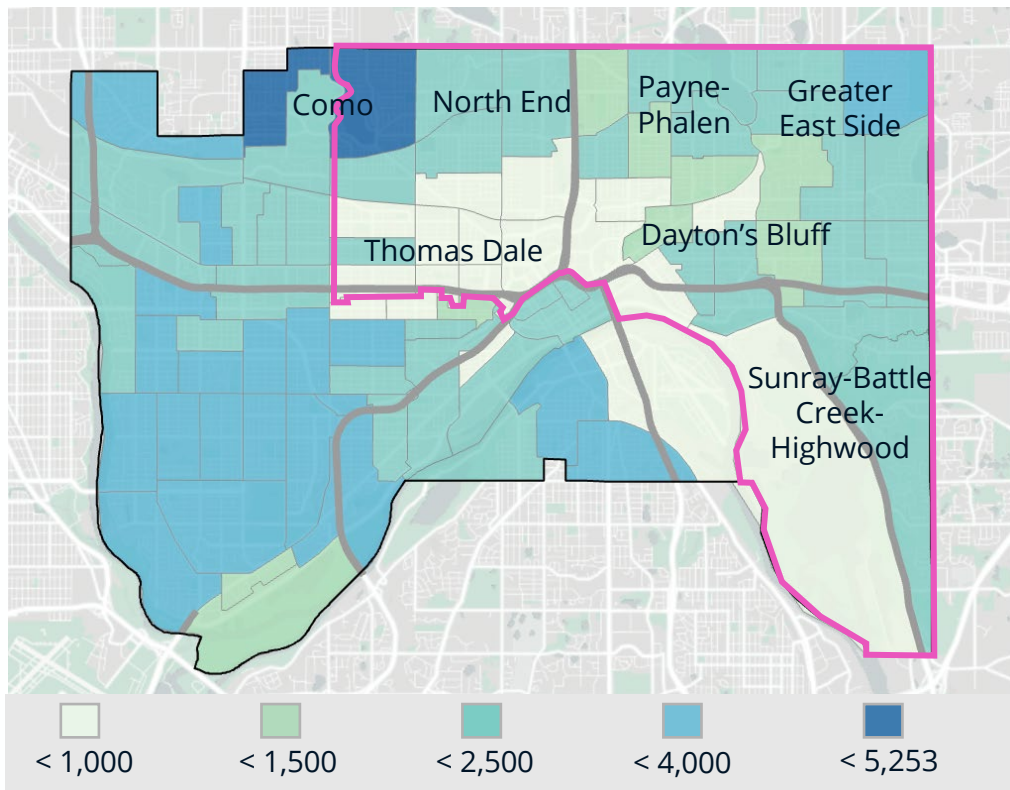 Como
North End
Payne-
Phalen
Greater
East Side
Thomas Dale
Dayton’s Bluff
Sunray-Battle
Creek-
Highwood
< 1,000
< 1,500
< 2,500
< 4,000
< 5,253